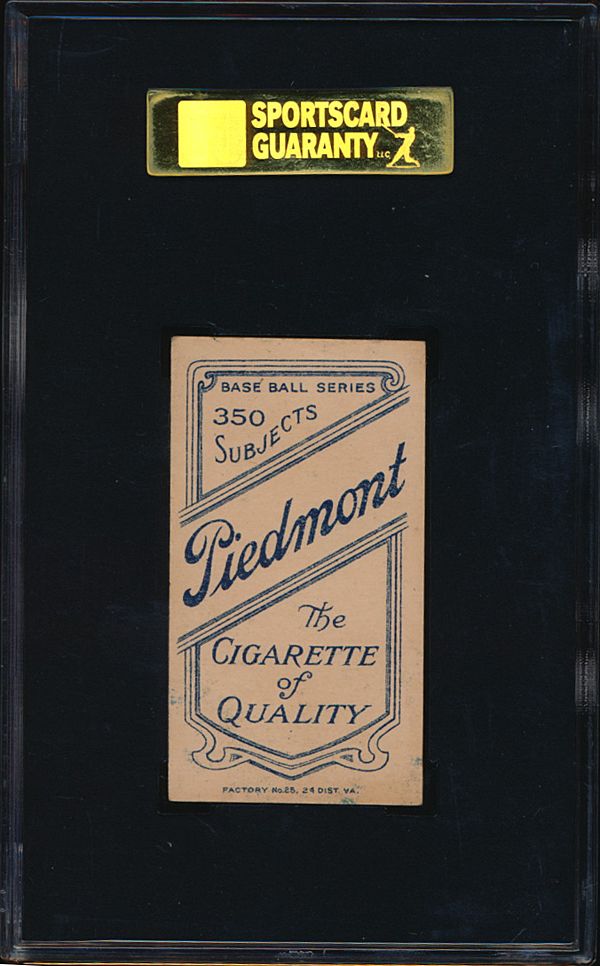 SPORTSCARD
GUARANTY LLC
BASE BALL SERIES
350
SUBJECTS
Piedmont
The
CIGARETTE
of
QUALITY
FACTORY No. 25, 2d DIST. VA.